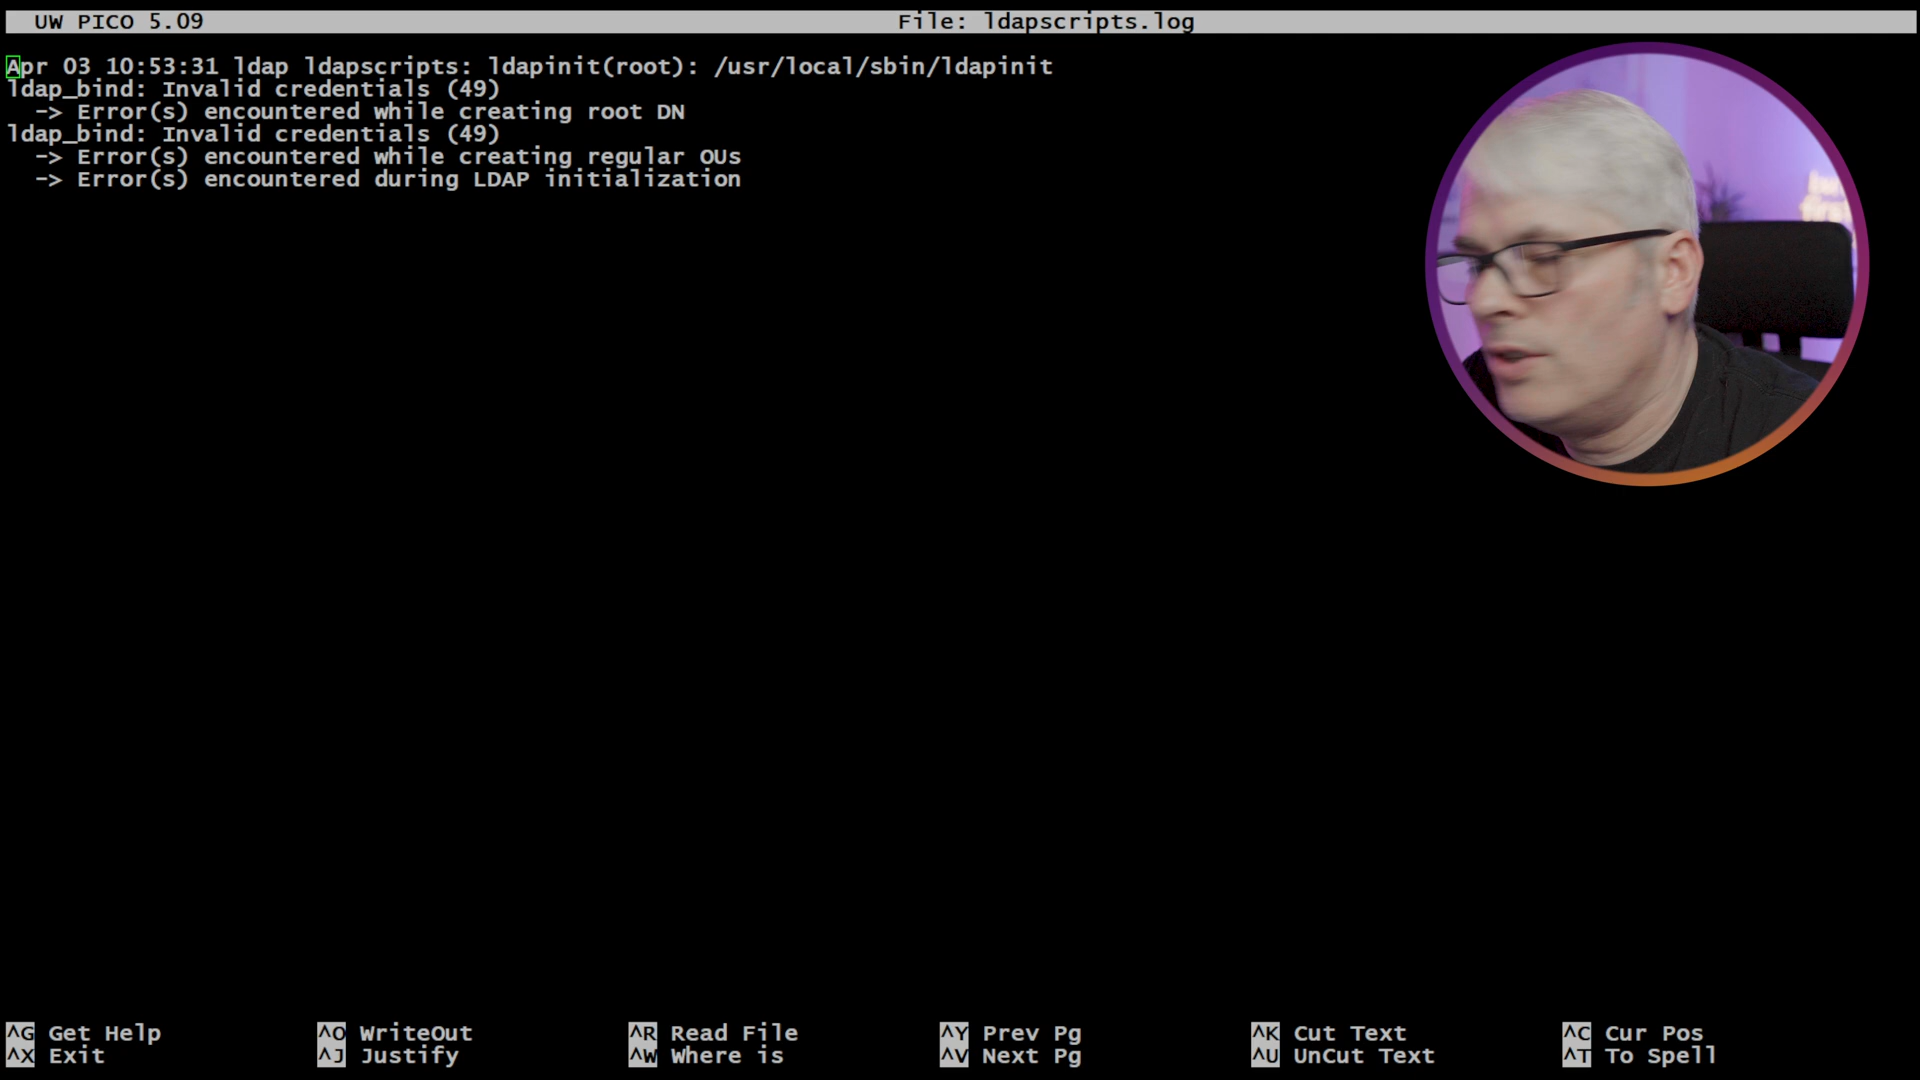 UW PICO 5.09 File: ldapscripts.log
Apr 03 10:53:31 ldap ldapscripts: ldapinit(root): /usr/local/sbin/ldapinit
ldap_bind: Invalid credentials (49)
-> Error(s) encountered while creating root DN
ldap_bind: Invalid credentials (49)
-> Error(s) encountered while creating regular OUs
-> Error(s) encountered during LDAP initialization
^G Get Help ^O WriteOut ^R Read File ^Y Prev Pg ^K Cut Text ^C Cur Pos
^X Exit ^J Justify ^W Where is ^V Next Pg ^U UnCut Text ^T To Spell